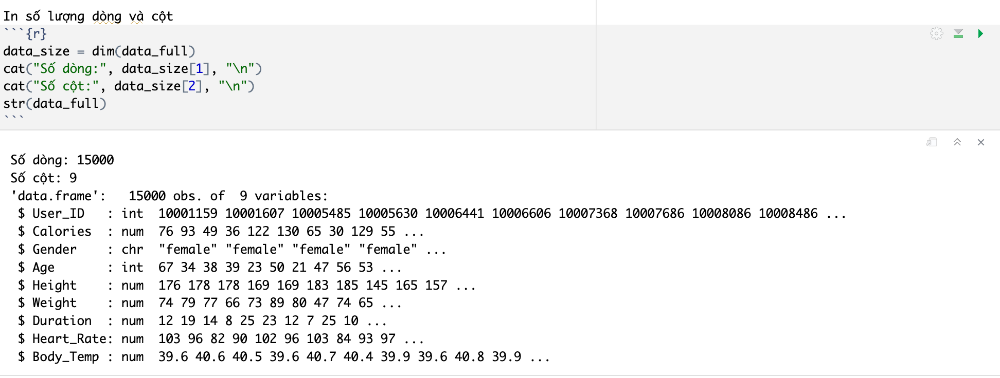 In số lượng dòng và cột
```{r}
data_size = dim(data_full)
cat("Số dòng:", data_size[1], "\n")
cat("Số cột:", data_size[2], "\n")
str(data_full)
```
Số dòng: 15000
Số cột: 9
'data.frame':   15000 obs. of  9 variables:
 $ User_ID   : int  10001159 10001607 10005485 10005630 10006441 10006606 10007368 10007686 10008086 10008486 ...
 $ Calories  : num  76 93 49 36 122 130 65 30 129 55 ...
 $ Gender    : chr  "female" "female" "female" "female" ...
 $ Age       : int  67 34 38 39 23 50 21 47 56 53 ...
 $ Height    : num  176 178 178 169 169 183 185 145 165 157 ...
 $ Weight    : num  74 79 77 66 73 89 80 47 74 65 ...
 $ Duration  : num  12 19 14 8 25 23 12 7 25 10 ...
 $ Heart_Rate: num  103 96 82 90 102 96 103 84 93 97 ...
 $ Body_Temp : num  39.6 40.6 40.5 39.6 40.7 40.4 39.9 39.6 40.8 39.9 ...